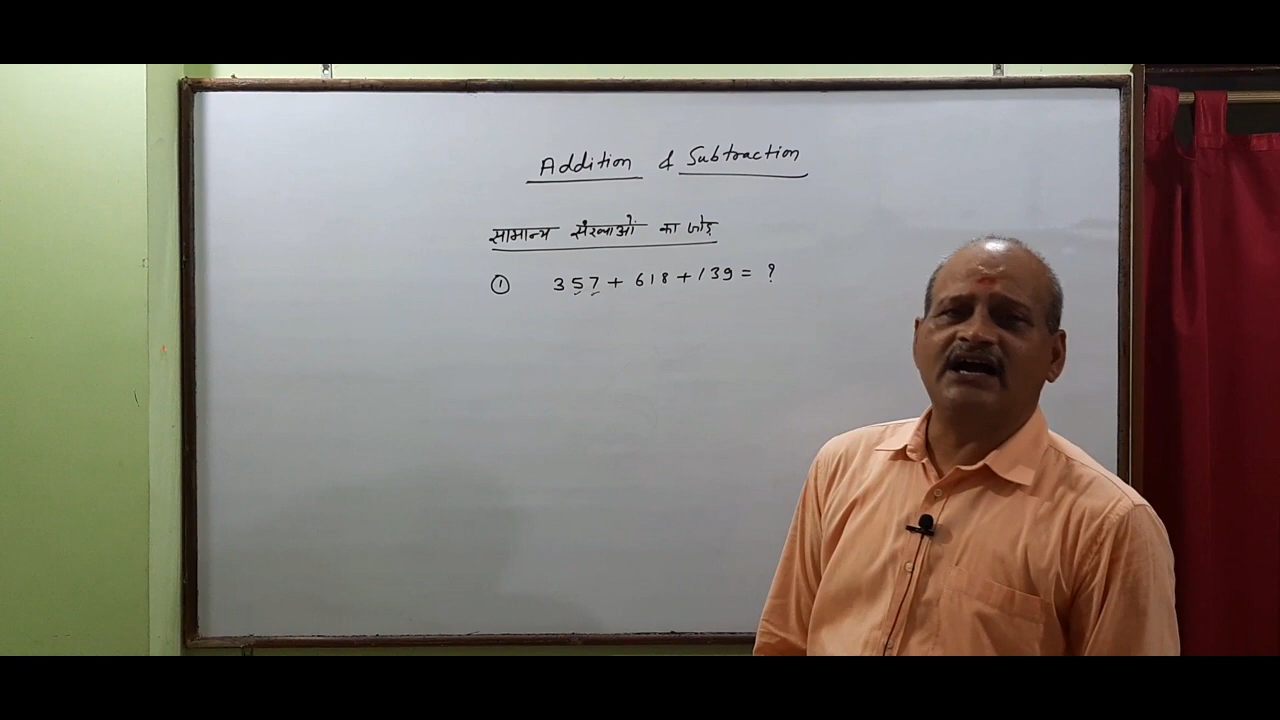 Addition & Subtraction
सामान्य संख्याओं का जोड़
① 357 + 618 + 139 = ?